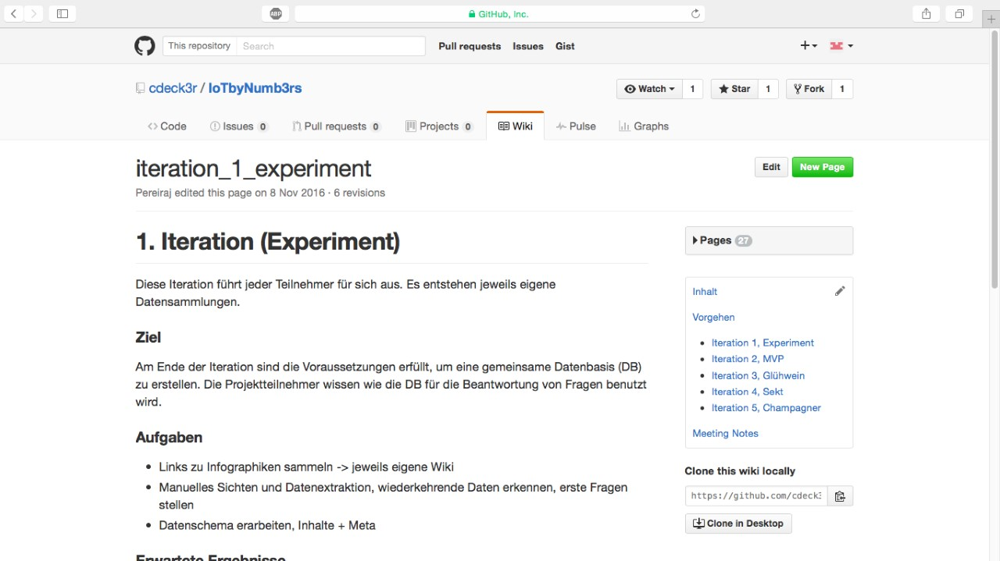 ABP
GitHub, Inc.
This repository Search Pull requests Issues Gist
cdeck3r / IoTbyNumb3rs
Watch 1 Star 1 Fork 1
Code Issues 0 Pull requests 0 Projects 0 Wiki Pulse Graphs
iteration_1_experiment
Edit New Page
Pereiraj edited this page on 8 Nov 2016 · 6 revisions
1. Iteration (Experiment)
Diese Iteration führt jeder Teilnehmer für sich aus. Es entstehen jeweils eigene
Datensammlungen.
Ziel
Am Ende der Iteration sind die Voraussetzungen erfüllt, um eine gemeinsame Datenbasis (DB)
zu erstellen. Die Projektteilnehmer wissen wie die DB für die Beantwortung von Fragen benutzt
wird.
Aufgaben
Links zu Infographiken sammeln -> jeweils eigene Wiki
Manuelles Sichten und Datenextraktion, wiederkehrende Daten erkennen, erste Fragen
stellen
Datenschema erarbeiten, Inhalte + Meta
Erwartete Ergebnisse
Pages 27
Inhalt
Vorgehen
Iteration 1, Experiment
Iteration 2, MVP
Iteration 3, Glühwein
Iteration 4, Sekt
Iteration 5, Champagner
Meeting Notes
Clone this wiki locally
https://github.com/cdeck3
Clone in Desktop